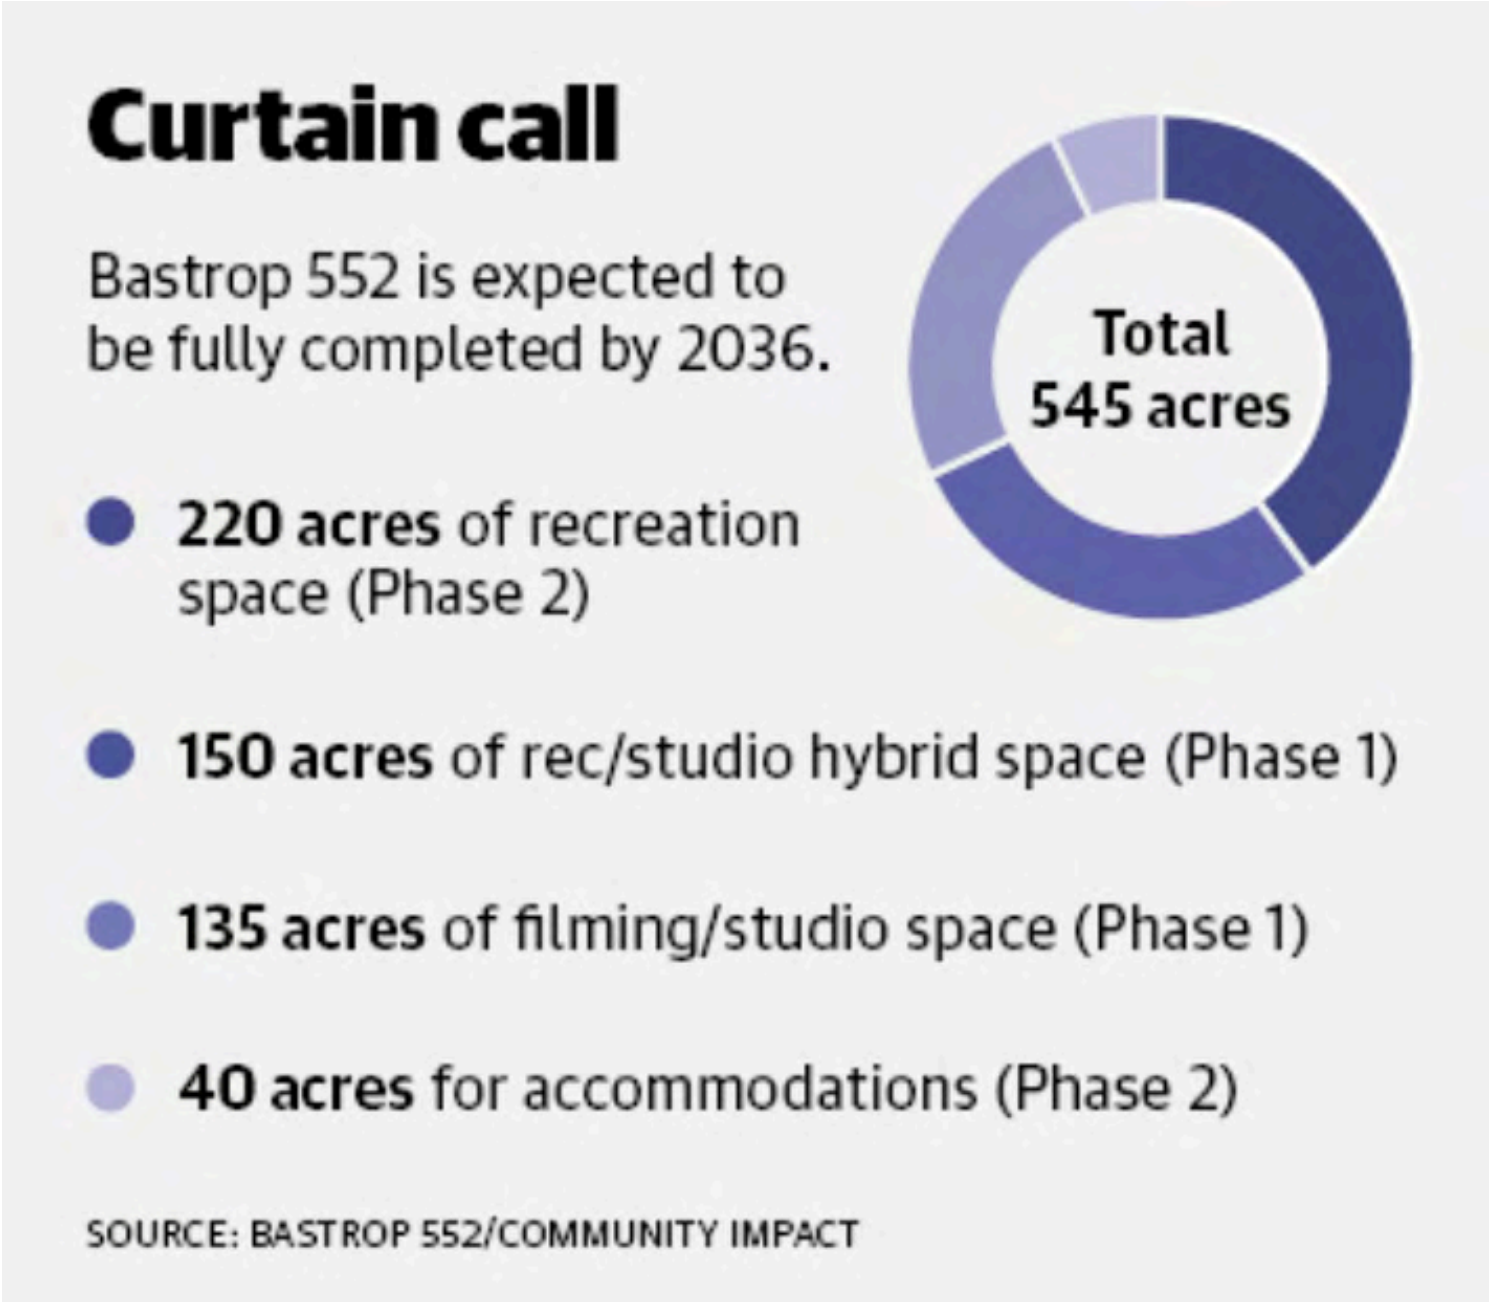 Curtain call
Bastrop 552 is expected to
be fully completed by 2036.
Total
545 acres
220 acres of recreation
space (Phase 2)
150 acres of rec/studio hybrid space (Phase 1)
135 acres of filming/studio space (Phase 1)
40 acres for accommodations (Phase 2)
SOURCE: BASTROP 552/COMMUNITY IMPACT